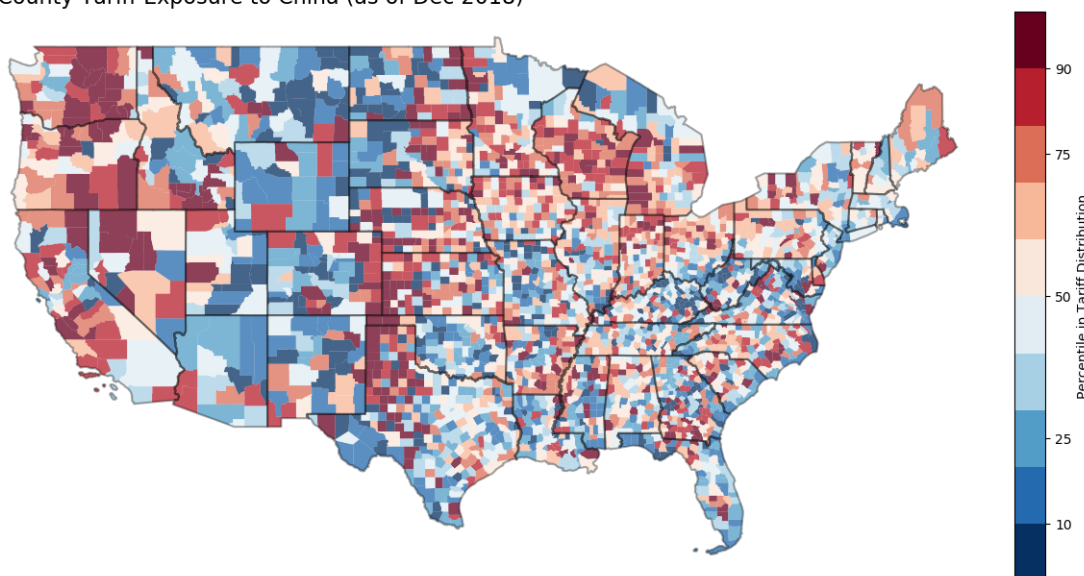 County Tariff Exposure to China (as of Dec 2018)
90
75
50
25
10
Percentile in Tariff Distribution